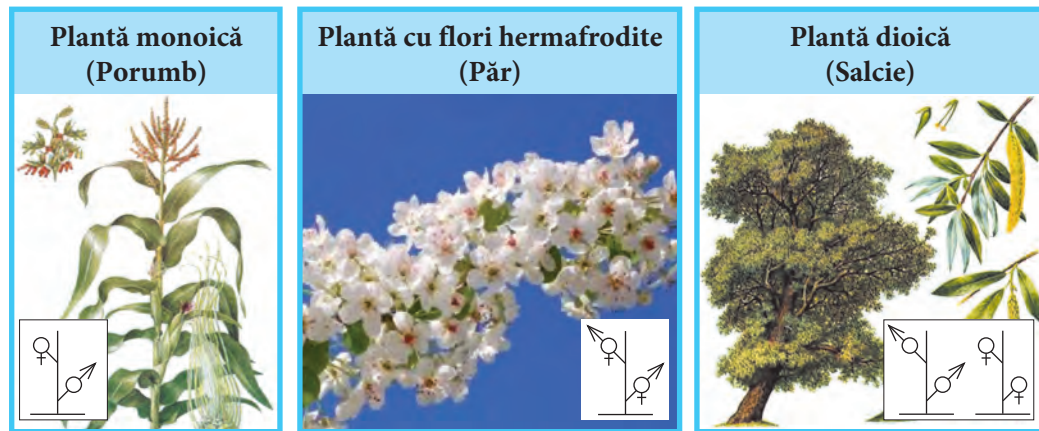 Plantă monoică
(Porumb)
Plantă cu flori hermafrodite
(Păr)
Plantă dioică
(Salcie)